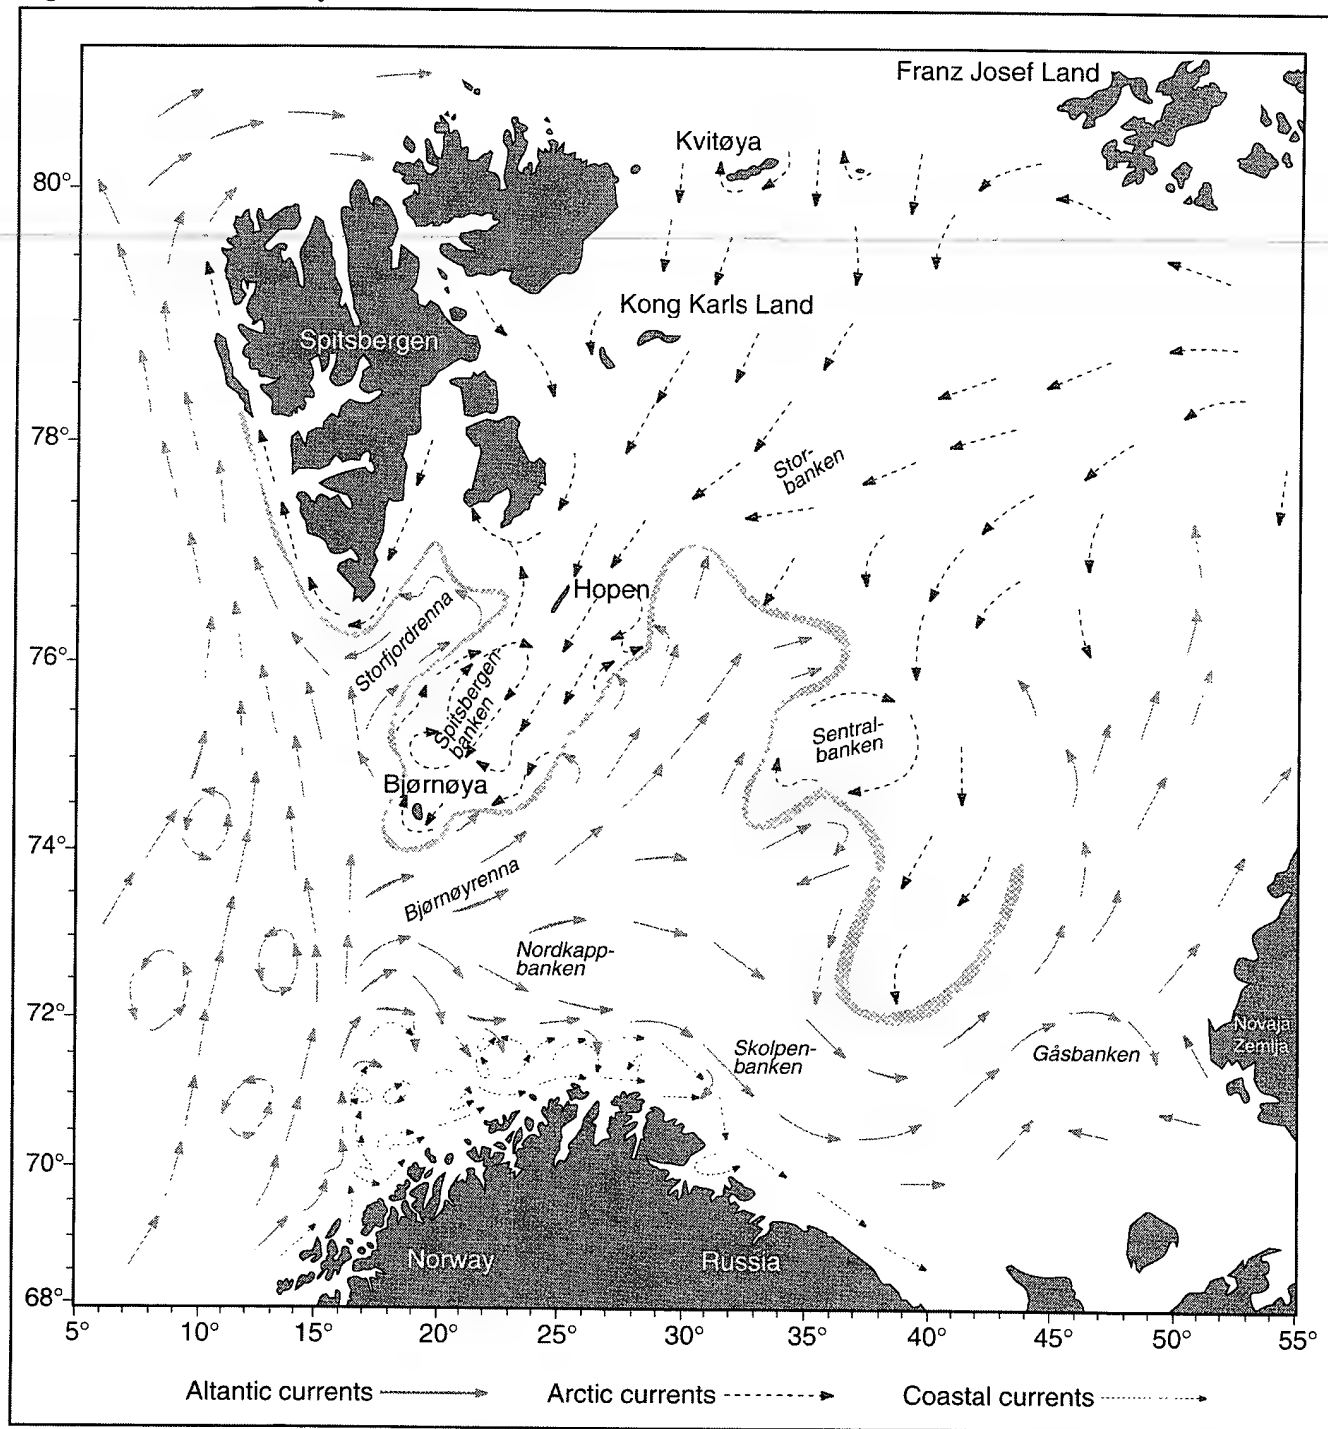 Franz Josef Land
Kvitøya
80°
Kong Karls Land
Spitsbergen
78°
Stor-
banken
Hopen
Storfjordrenna
76°
Spitsbergen-
banken
Sentral-
banken
Bjørnøya
74°
Bjørnøyrenna
Nordkapp-
banken
72°
Novaja
Zemlja
Skolpen-
banken
Gåsbanken
70°
Norway
Russia
68°
5° 10° 15° 20° 25° 30° 35° 40° 45° 50° 55°
Altantic currents
Arctic currents
Coastal currents